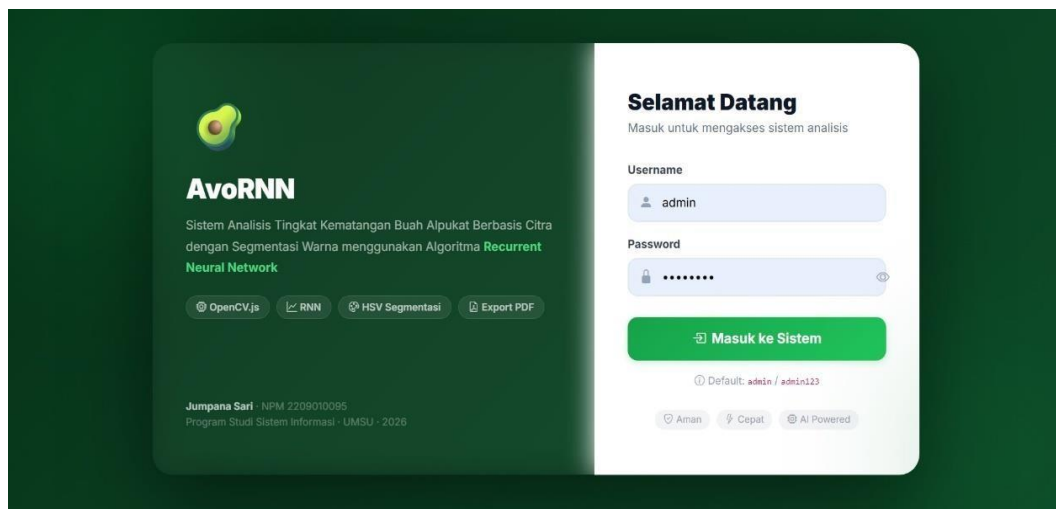 AvoRNN
Sistem Analisis Tingkat Kematangan Buah Alpukat Berbasis Citra
dengan Segmentasi Warna menggunakan Algoritma Recurrent
Neural Network
OpenCV.js RNN HSV Segmentasi Export PDF
Jumpana Sari · NPM 2209010095
Program Studi Sistem Informasi · UMSU · 2026
Selamat Datang
Masuk untuk mengakses sistem analisis
Username
admin
Password
••••••••
Masuk ke Sistem
Default: admin / admin123
Aman Cepat AI Powered